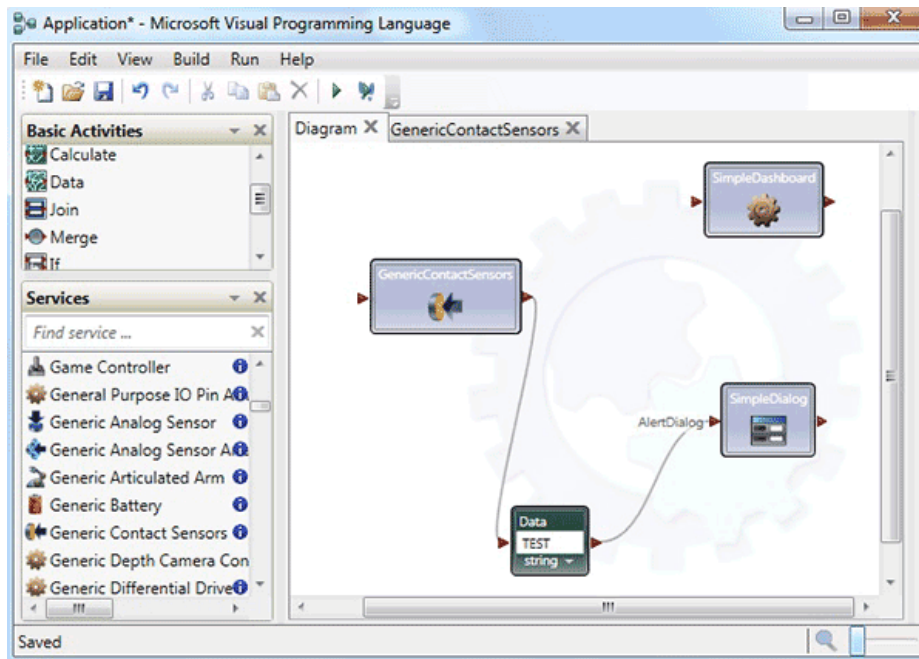 Application* - Microsoft Visual Programming Language
File Edit View Build Run Help
Basic Activities
Calculate
Data
Join
Merge
If
Services
Find service ...
Game Controller
General Purpose IO Pin A
Generic Analog Sensor
Generic Analog Sensor A
Generic Articulated Arm
Generic Battery
Generic Contact Sensors
Generic Depth Camera Con
Generic Differential Drive
Diagram
GenericContactSensors
SimpleDashboard
GenericContactSensors
SimpleDialog
AlertDialog
Data
TEST
string
Saved